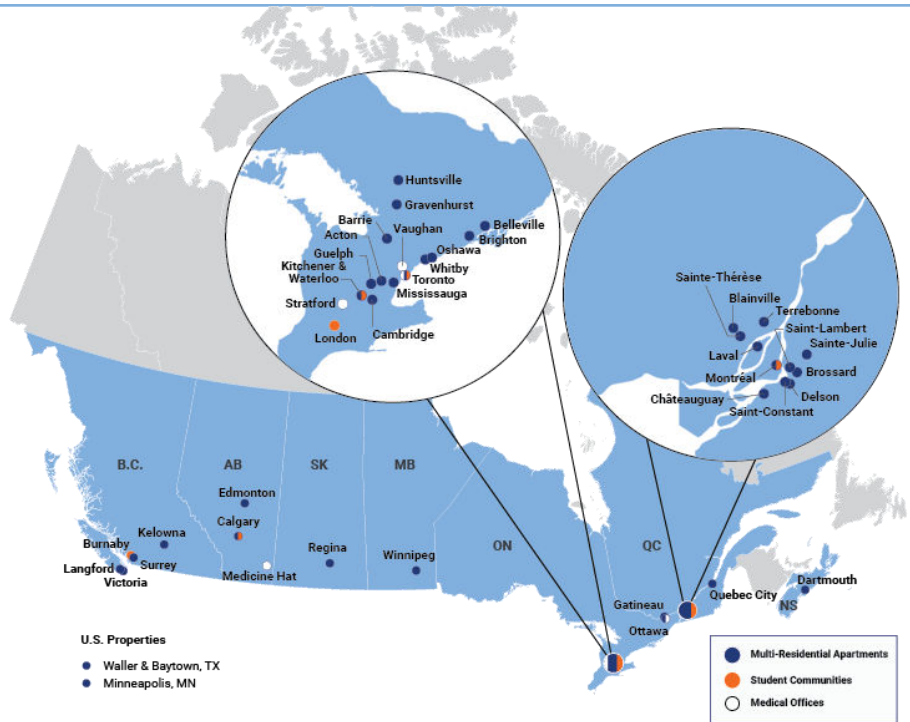 Huntsville
Gravenhurst
Barrie
Vaughan
Belleville
Acton
Brighton
Oshawa
Guelph
Whitby
Kitchener &
Waterloo
Toronto
Mississauga
Stratford
London
Cambridge
Sainte-Thérèse
Blainville
Terrebonne
Saint-Lambert
Sainte-Julie
Laval
Montréal
Brossard
Châteauguay
Delson
Saint-Constant
B.C.
AB
SK
MB
ON
QC
NS
Edmonton
Calgary
Kelowna
Burnaby
Surrey
Langford
Victoria
Medicine Hat
Regina
Winnipeg
Gatineau
Ottawa
Quebec City
Dartmouth
U.S. Properties
Waller & Baytown, TX
Minneapolis, MN
Multi-Residential Apartments
Student Communities
Medical Offices